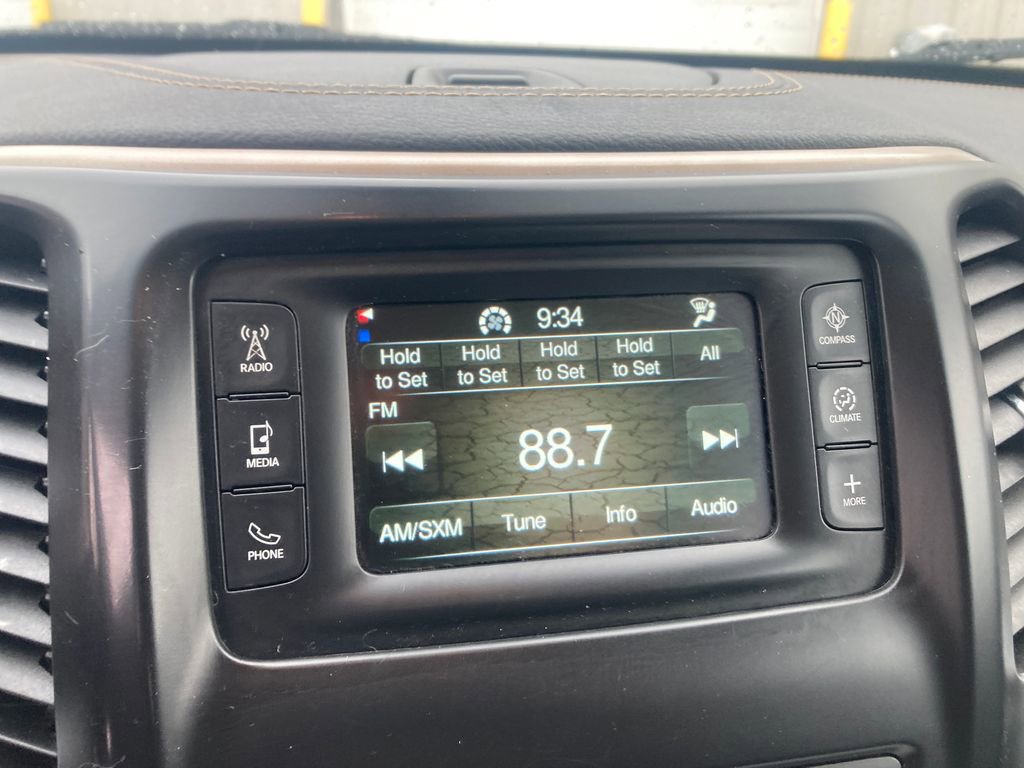 9:34
Hold Hold Hold Hold All
to Set to Set to Set to Set
FM
88.7
AM/SXM Tune Info Audio
RADIO
MEDIA
PHONE
N
COMPASS
CLIMATE
+
MORE